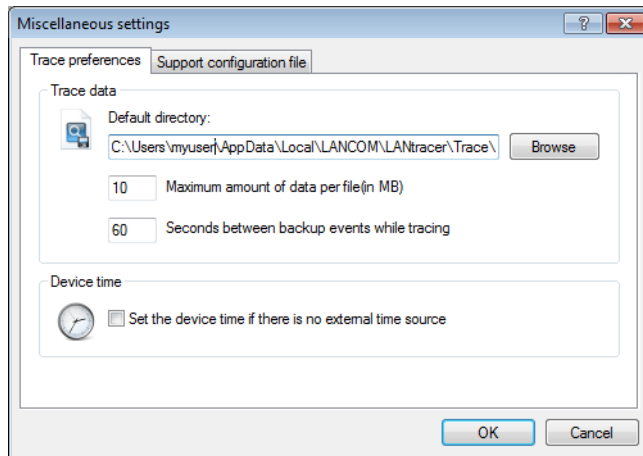 Miscellaneous settings
Trace preferences
Support configuration file
Trace data
Default directory:
C:\Users\myuser\AppData\Local\LANCOM\LANtracer\Trace\
Browse
10 Maximum amount of data per file(in MB)
60 Seconds between backup events while tracing
Device time
Set the device time if there is no external time source
OK
Cancel